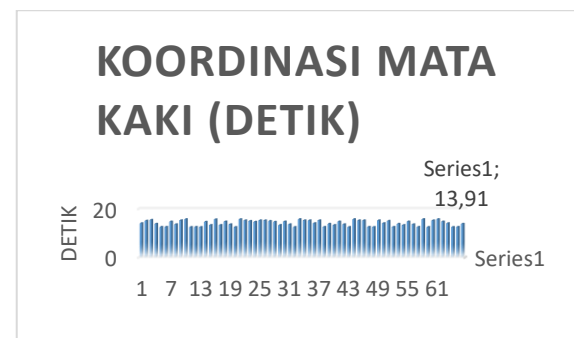 KOORDINASI MATA
KAKI (DETIK)
Series1;
13,91
DETIK
20
0
Series1
1 7 13 19 25 31 37 43 49 55 61